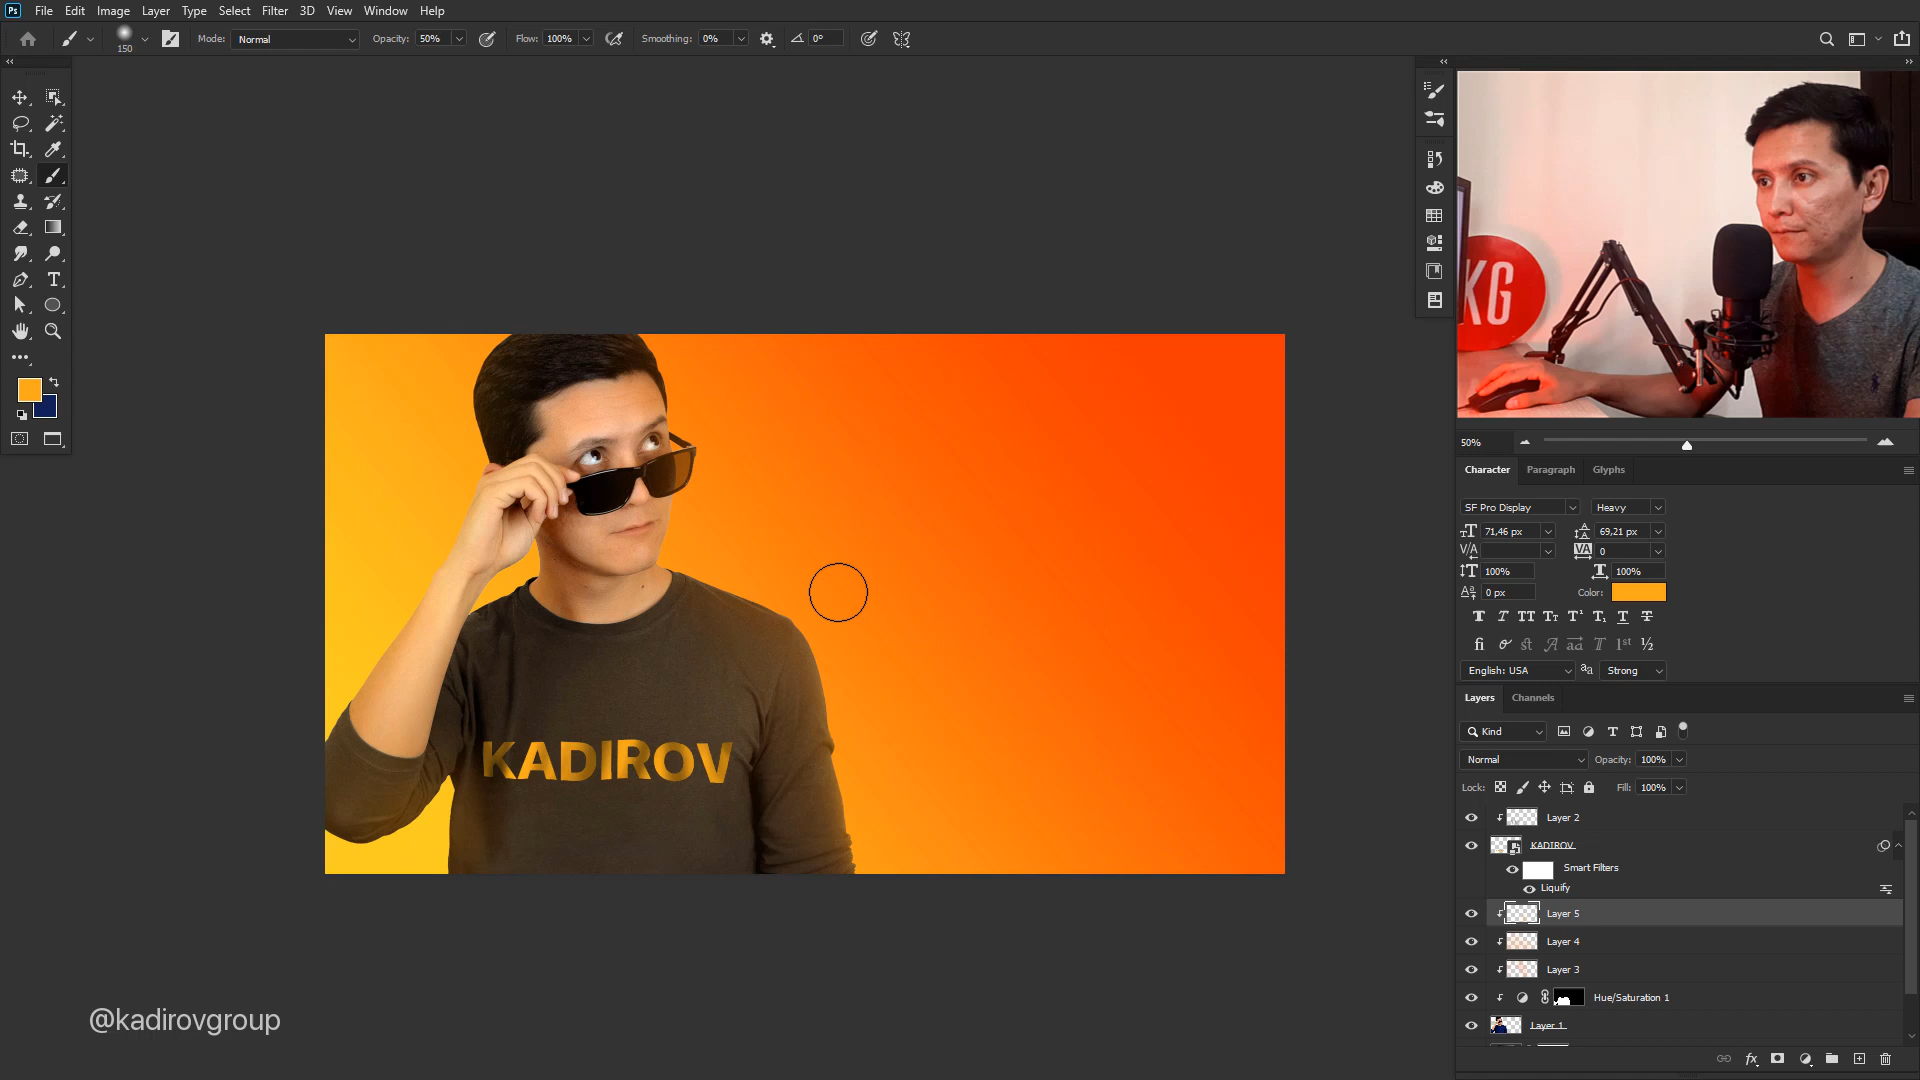 Ps File Edit Image Layer Type Select Filter 3D View Window Help
150 Mode: Normal Opacity: 50% Flow: 100% Smoothing: 0% 0°
KG
50%
Character Paragraph Glyphs
SF Pro Display Heavy
71,46 px 69,21 px
0
100% 100%
0 px Color:
English: USA Strong
KADIROV
Layers Channels
Kind
Normal Opacity: 100%
Lock: Fill: 100%
Layer 2
KADIROV
Smart Filters
Liquify
Layer 5
Layer 4
Layer 3
Hue/Saturation 1
Layer 1
@kadirovgroup